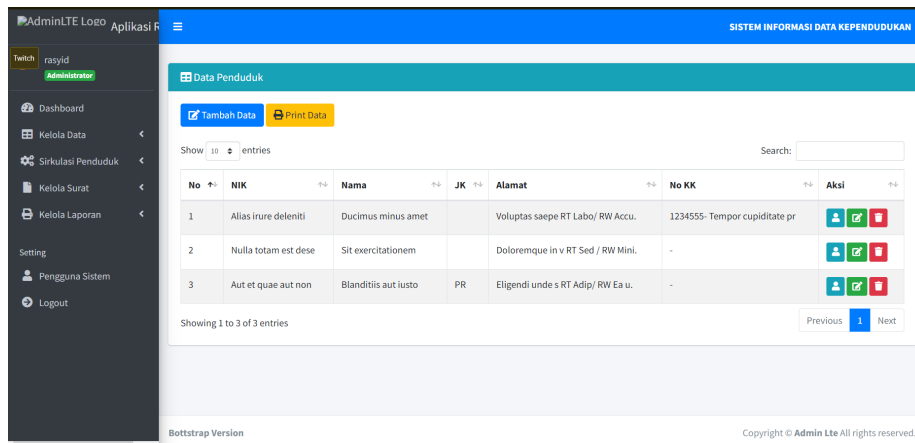 AdminLTE Logo Aplikasi R
SISTEM INFORMASI DATA KEPENDUDUKAN
Twitch
rasyid
Administrator
Dashboard
Kelola Data
Sirkulasi Penduduk
Kelola Surat
Kelola Laporan
Setting
Pengguna Sistem
Logout
Data Penduduk
Tambah Data Print Data
Show 10 entries Search:
No NIK Nama JK Alamat No KK Aksi
1 Alias irure deleniti Ducimus minus amet Voluptas saepe RT Labo/ RW Accu. 1234555- Tempor cupiditate pr
2 Nulla totam est dese Sit exercitationem Doloremque in v RT Sed / RW Mini. -
3 Aut et quae aut non Blanditiis aut iusto PR Eligendi unde s RT Adip/ RW Ea u. -
Showing 1 to 3 of 3 entries Previous 1 Next
Bottstrap Version Copyright © Admin Lte All rights reserved.